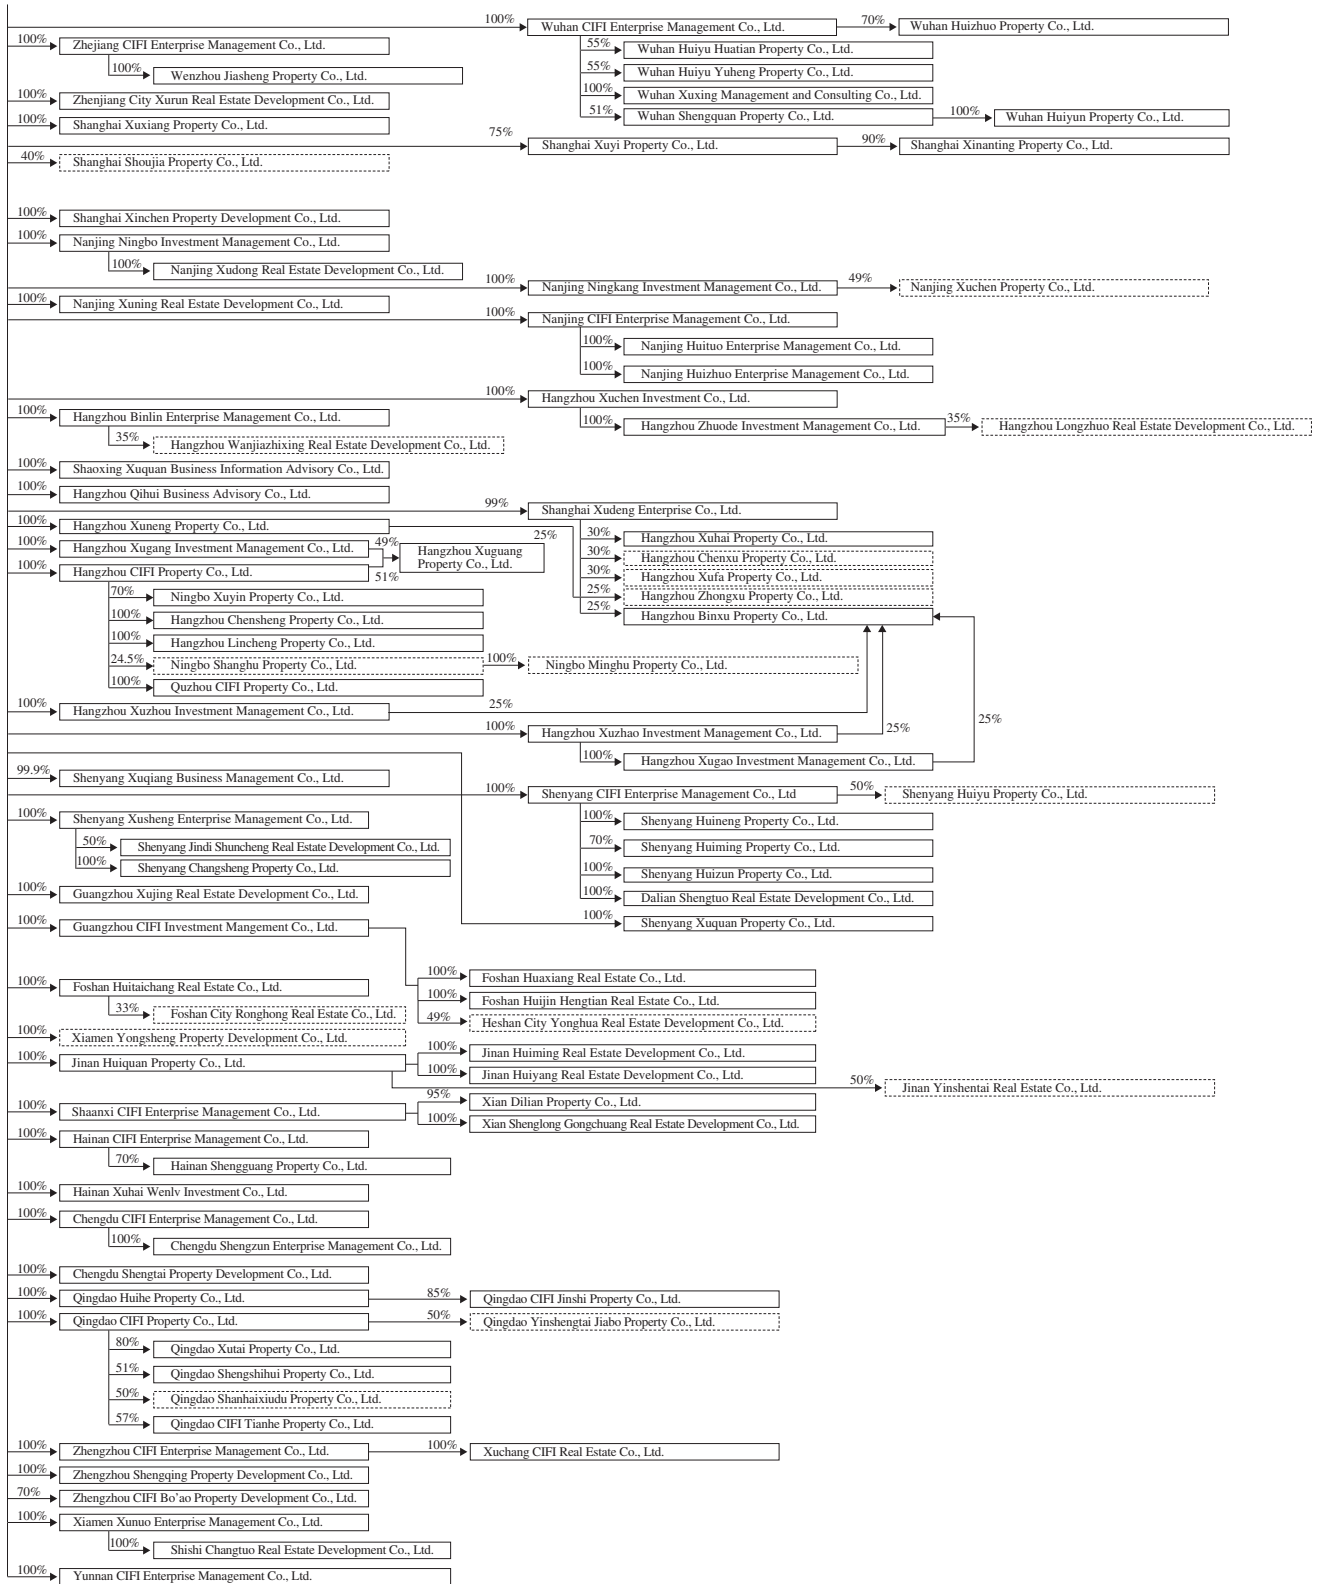 100% Wuhan CIFI Enterprise Management Co., Ltd. 70% Wuhan Huizhuo Property Co., Ltd.
100% Zhejiang CIFI Enterprise Management Co., Ltd. 55% Wuhan Huiyu Huatian Property Co., Ltd.
100% Wenzhou Jiasheng Property Co., Ltd. 55% Wuhan Huiyu Yuheng Property Co., Ltd.
100% Zhenjiang City Xurun Real Estate Development Co., Ltd. 100% Wuhan Xuxing Management and Consulting Co., Ltd.
100% Shanghai Xuxiang Property Co., Ltd. 51% Wuhan Shengquan Property Co., Ltd. 100% Wuhan Huiyun Property Co., Ltd.
75% Shanghai Xuyi Property Co., Ltd. 90% Shanghai Xinanting Property Co., Ltd.
40% Shanghai Shoujia Property Co., Ltd.
100% Shanghai Xinchen Property Development Co., Ltd.
100% Nanjing Ningbo Investment Management Co., Ltd.
100% Nanjing Xudong Real Estate Development Co., Ltd.
100% Nanjing Ningkang Investment Management Co., Ltd. 49% Nanjing Xuchen Property Co., Ltd.
100% Nanjing Xuning Real Estate Development Co., Ltd.
100% Nanjing CIFI Enterprise Management Co., Ltd.
100% Nanjing Huituo Enterprise Management Co., Ltd.
100% Nanjing Huizhuo Enterprise Management Co., Ltd.
100% Hangzhou Xuchen Investment Co., Ltd.
100% Hangzhou Binlin Enterprise Management Co., Ltd. 100% Hangzhou Zhuode Investment Management Co., Ltd. 35% Hangzhou Longzhuo Real Estate Development Co., Ltd.
35% Hangzhou Wanjiazhixing Real Estate Development Co., Ltd.
100% Shaoxing Xuquan Business Information Advisory Co., Ltd.
100% Hangzhou Qihui Business Advisory Co., Ltd.
99% Shanghai Xudeng Enterprise Co., Ltd.
100% Hangzhou Xuneng Property Co., Ltd. 25%
30% Hangzhou Xuhai Property Co., Ltd.
100% Hangzhou Xugang Investment Management Co., Ltd. 49% Hangzhou Xuguang
Property Co., Ltd.
30% Hangzhou Chenxu Property Co., Ltd.
100% Hangzhou CIFI Property Co., Ltd. 51%
30% Hangzhou Xufa Property Co., Ltd.
70% Ningbo Xuyin Property Co., Ltd. 25% Hangzhou Zhongxu Property Co., Ltd.
100% Hangzhou Chensheng Property Co., Ltd. 25% Hangzhou Binxu Property Co., Ltd.
100% Hangzhou Lincheng Property Co., Ltd.
24.5% Ningbo Shanghu Property Co., Ltd. 100% Ningbo Minghu Property Co., Ltd.
100% Quzhou CIFI Property Co., Ltd.
100% Hangzhou Xuzhou Investment Management Co., Ltd. 25%
100% Hangzhou Xuzhao Investment Management Co., Ltd. 25% 25%
100% Hangzhou Xugao Investment Management Co., Ltd.
99.9% Shenyang Xuqiang Business Management Co., Ltd.
100% Shenyang CIFI Enterprise Management Co., Ltd 50% Shenyang Huiyu Property Co., Ltd.
100% Shenyang Xusheng Enterprise Management Co., Ltd. 100% Shenyang Huineng Property Co., Ltd.
50% Shenyang Jindi Shuncheng Real Estate Development Co., Ltd. 70% Shenyang Huiming Property Co., Ltd.
100% Shenyang Changsheng Property Co., Ltd. 100% Shenyang Huizun Property Co., Ltd.
100% Guangzhou Xujing Real Estate Development Co., Ltd. 100% Dalian Shengtuo Real Estate Development Co., Ltd.
100% Guangzhou CIFI Investment Mangement Co., Ltd. 100% Shenyang Xuquan Property Co., Ltd.
100% Foshan Huaxiang Real Estate Co., Ltd.
100% Foshan Huitaichang Real Estate Co., Ltd. 100% Foshan Huijin Hengtian Real Estate Co., Ltd.
33% Foshan City Ronghong Real Estate Co., Ltd. 49% Heshan City Yonghua Real Estate Development Co., Ltd.
100% Xiamen Yongsheng Property Development Co., Ltd.
100% Jinan Huiming Real Estate Development Co., Ltd.
100% Jinan Huiquan Property Co., Ltd. 100% Jinan Huiyang Real Estate Development Co., Ltd.
50% Jinan Yinshentai Real Estate Co., Ltd.
95% Xian Dilian Property Co., Ltd.
100% Shaanxi CIFI Enterprise Management Co., Ltd. 100% Xian Shenglong Gongchuang Real Estate Development Co., Ltd.
100% Hainan CIFI Enterprise Management Co., Ltd.
70% Hainan Shengguang Property Co., Ltd.
100% Hainan Xuhai Wenlv Investment Co., Ltd.
100% Chengdu CIFI Enterprise Management Co., Ltd.
100% Chengdu Shengzun Enterprise Management Co., Ltd.
100% Chengdu Shengtai Property Development Co., Ltd.
100% Qingdao Huihe Property Co., Ltd. 85% Qingdao CIFI Jinshi Property Co., Ltd.
100% Qingdao CIFI Property Co., Ltd. 50% Qingdao Yinshengtai Jiabo Property Co., Ltd.
80% Qingdao Xutai Property Co., Ltd.
51% Qingdao Shengshihui Property Co., Ltd.
50% Qingdao Shanhaixiudu Property Co., Ltd.
57% Qingdao CIFI Tianhe Property Co., Ltd.
100% Zhengzhou CIFI Enterprise Management Co., Ltd. 100% Xuchang CIFI Real Estate Co., Ltd.
100% Zhengzhou Shengqing Property Development Co., Ltd.
70% Zhengzhou CIFI Bo'ao Property Development Co., Ltd.
100% Xiamen Xunuo Enterprise Management Co., Ltd.
100% Shishi Changtuo Real Estate Development Co., Ltd.
100% Yunnan CIFI Enterprise Management Co., Ltd.